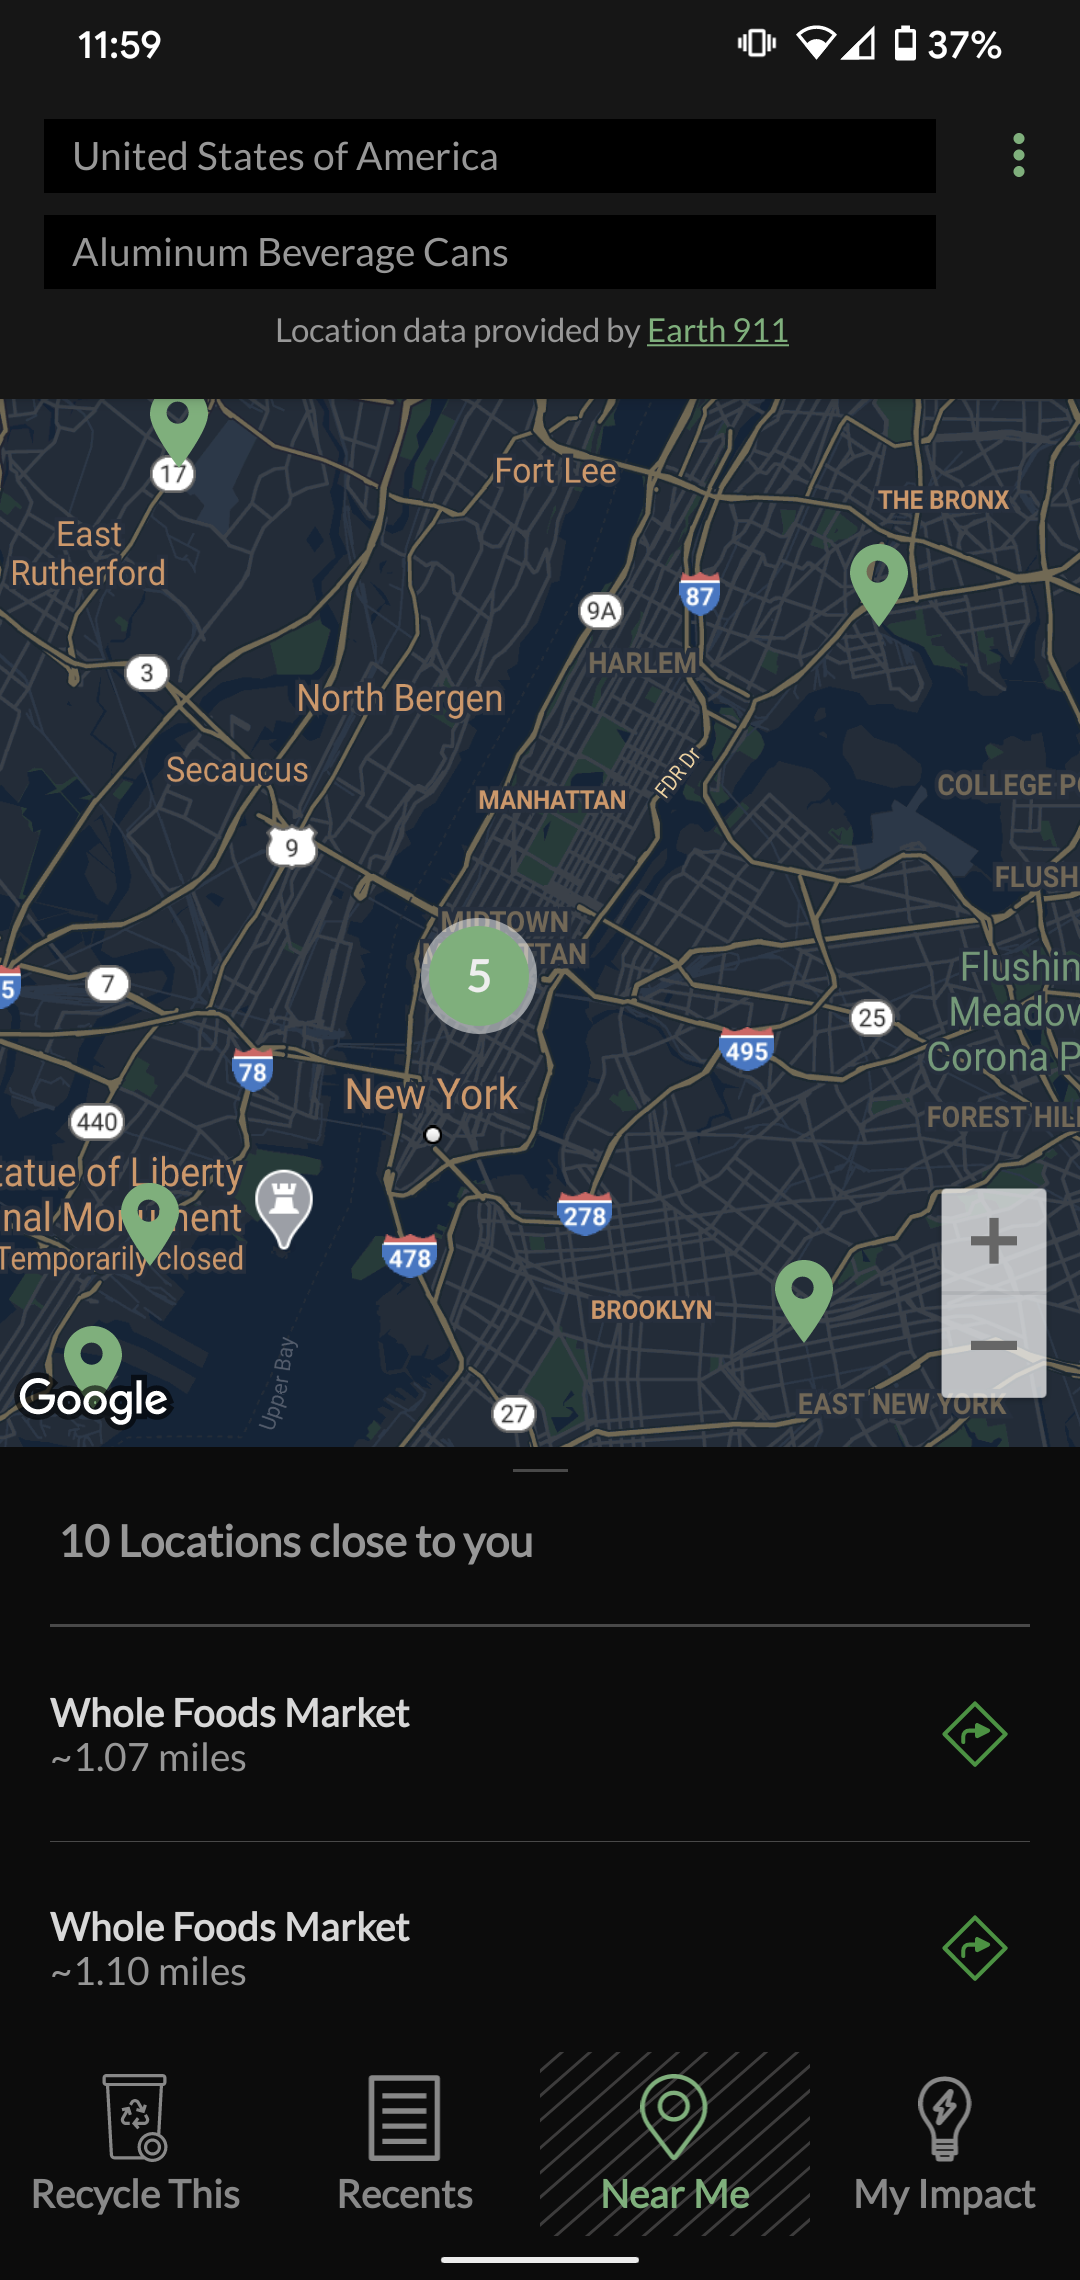 11:59
37%
United States of America
Aluminum Beverage Cans
Location data provided by Earth 911
17
Fort Lee
THE BRONX
East
Rutherford
87
9A
HARLEM
3
North Bergen
Secaucus
FDR Dr
MANHATTAN
COLLEGE P
9
FLUSH
MIDTOWN
TTAN
5
Flushin
5
7
Meadow
25
Corona P
495
78
New York
FOREST HIL
440
tatue of Liberty
nal Monument
Temporarily closed
278
478
BROOKLYN
Upper Bay
Google
27
EAST NEW YORK
10 Locations close to you
Whole Foods Market
~1.07 miles
Whole Foods Market
~1.10 miles
Recycle This
Recents
Near Me
My Impact